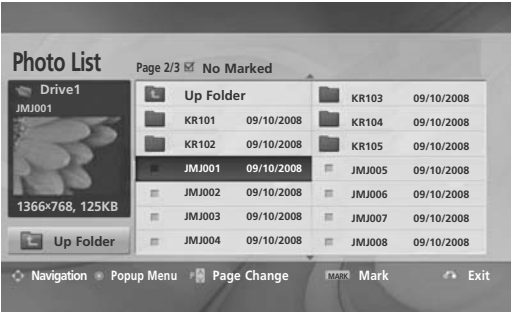 Photo List
Page 2/3 No Marked
Drive1
JMJ001
1366×768, 125KB
Up Folder
Up Folder
KR101 09/10/2008
KR102 09/10/2008
JMJ001 09/10/2008
JMJ002 09/10/2008
JMJ003 09/10/2008
JMJ004 09/10/2008
KR103 09/10/2008
KR104 09/10/2008
KR105 09/10/2008
JMJ005 09/10/2008
JMJ006 09/10/2008
JMJ007 09/10/2008
JMJ008 09/10/2008
Navigation Popup Menu P Page Change MARK Mark Exit